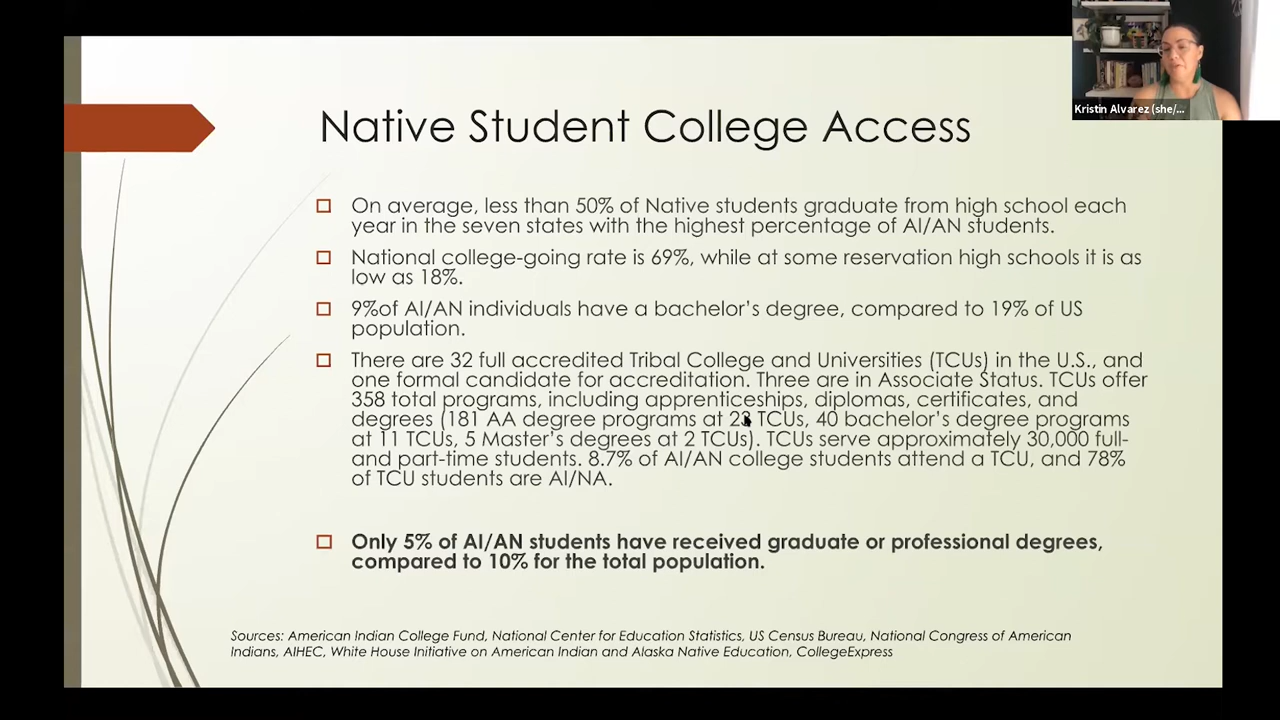 Native Student College Access
On average, less than 50% of Native students graduate from high school each
year in the seven states with the highest percentage of AI/AN students.
National college-going rate is 69%, while at some reservation high schools it is as
low as 18%.
9%of AI/AN individuals have a bachelor's degree, compared to 19% of US
population.
There are 32 full accredited Tribal College and Universities (TCUs) in the U.S., and
one formal candidate for accreditation. Three are in Associate Status. TCUs offer
358 total programs, including apprenticeships, diplomas, certificates, and
degrees (181 AA degree programs at 23 TCUs, 40 bachelor's degree programs
at 11 TCUs, 5 Master's degrees at 2 TCUs). TCUs serve approximately 30,000 full-
and part-time students. 8.7% of AI/AN college students attend a TCU, and 78%
of TCU students are AI/NA.
Only 5% of AI/AN students have received graduate or professional degrees,
compared to 10% for the total population.
Sources: American Indian College Fund, National Center for Education Statistics, US Census Bureau, National Congress of American
Indians, AIHEC, White House Initiative on American Indian and Alaska Native Education, CollegeExpress
Kristin Alvarez (she/...